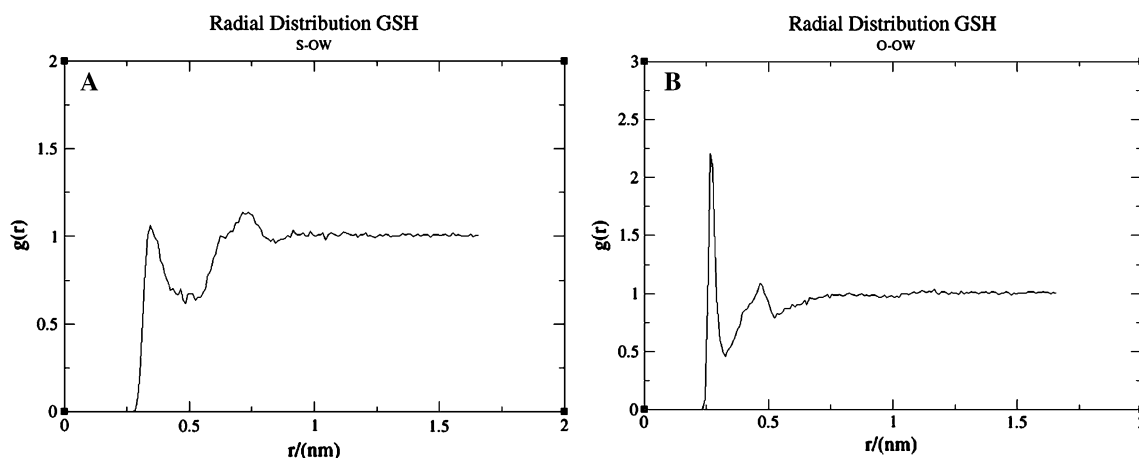 Radial Distribution GSH
S-OW
A
2
1.5
1
0.5
0
g(r)
0 0.5 1 1.5 2
r/(nm)
Radial Distribution GSH
O-OW
B
3
2.5
2
1.5
1
0.5
0
g(r)
0 0.5 1 1.5 2
r/(nm)